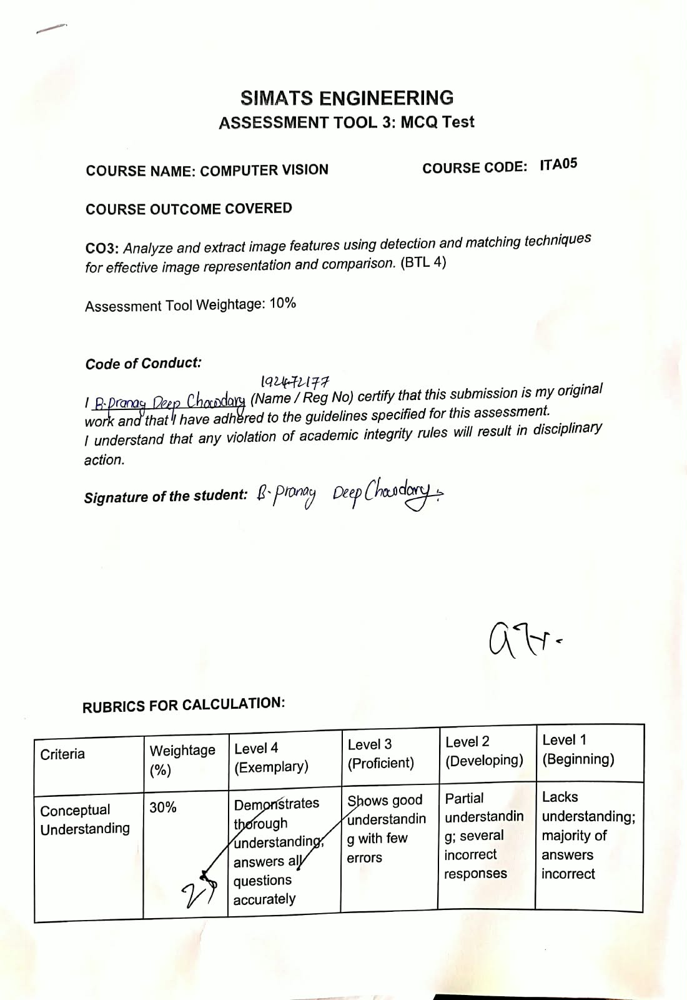 SIMATS ENGINEERING
ASSESSMENT TOOL 3: MCQ Test
COURSE NAME: COMPUTER VISION COURSE CODE: ITA05
COURSE OUTCOME COVERED
CO3: Analyze and extract image features using detection and matching techniques
for effective image representation and comparison. (BTL 4)
Assessment Tool Weightage: 10%
Code of Conduct:
192472177
I B.Pranay Deep Chowdary (Name / Reg No) certify that this submission is my original
work and that I have adhered to the guidelines specified for this assessment.
I understand that any violation of academic integrity rules will result in disciplinary
action.
Signature of the student: B.Pranay Deep Chowdary
RUBRICS FOR CALCULATION:
Criteria
Weightage
(%)
Level 4
(Exemplary)
Level 3
(Proficient)
Level 2
(Developing)
Level 1
(Beginning)
Conceptual
Understanding
30%
Demonstrates
thorough
understanding;
answers all
questions
accurately
Shows good
understandin
g with few
errors
Partial
understandin
g; several
incorrect
responses
Lacks
understanding;
majority of
answers
incorrect